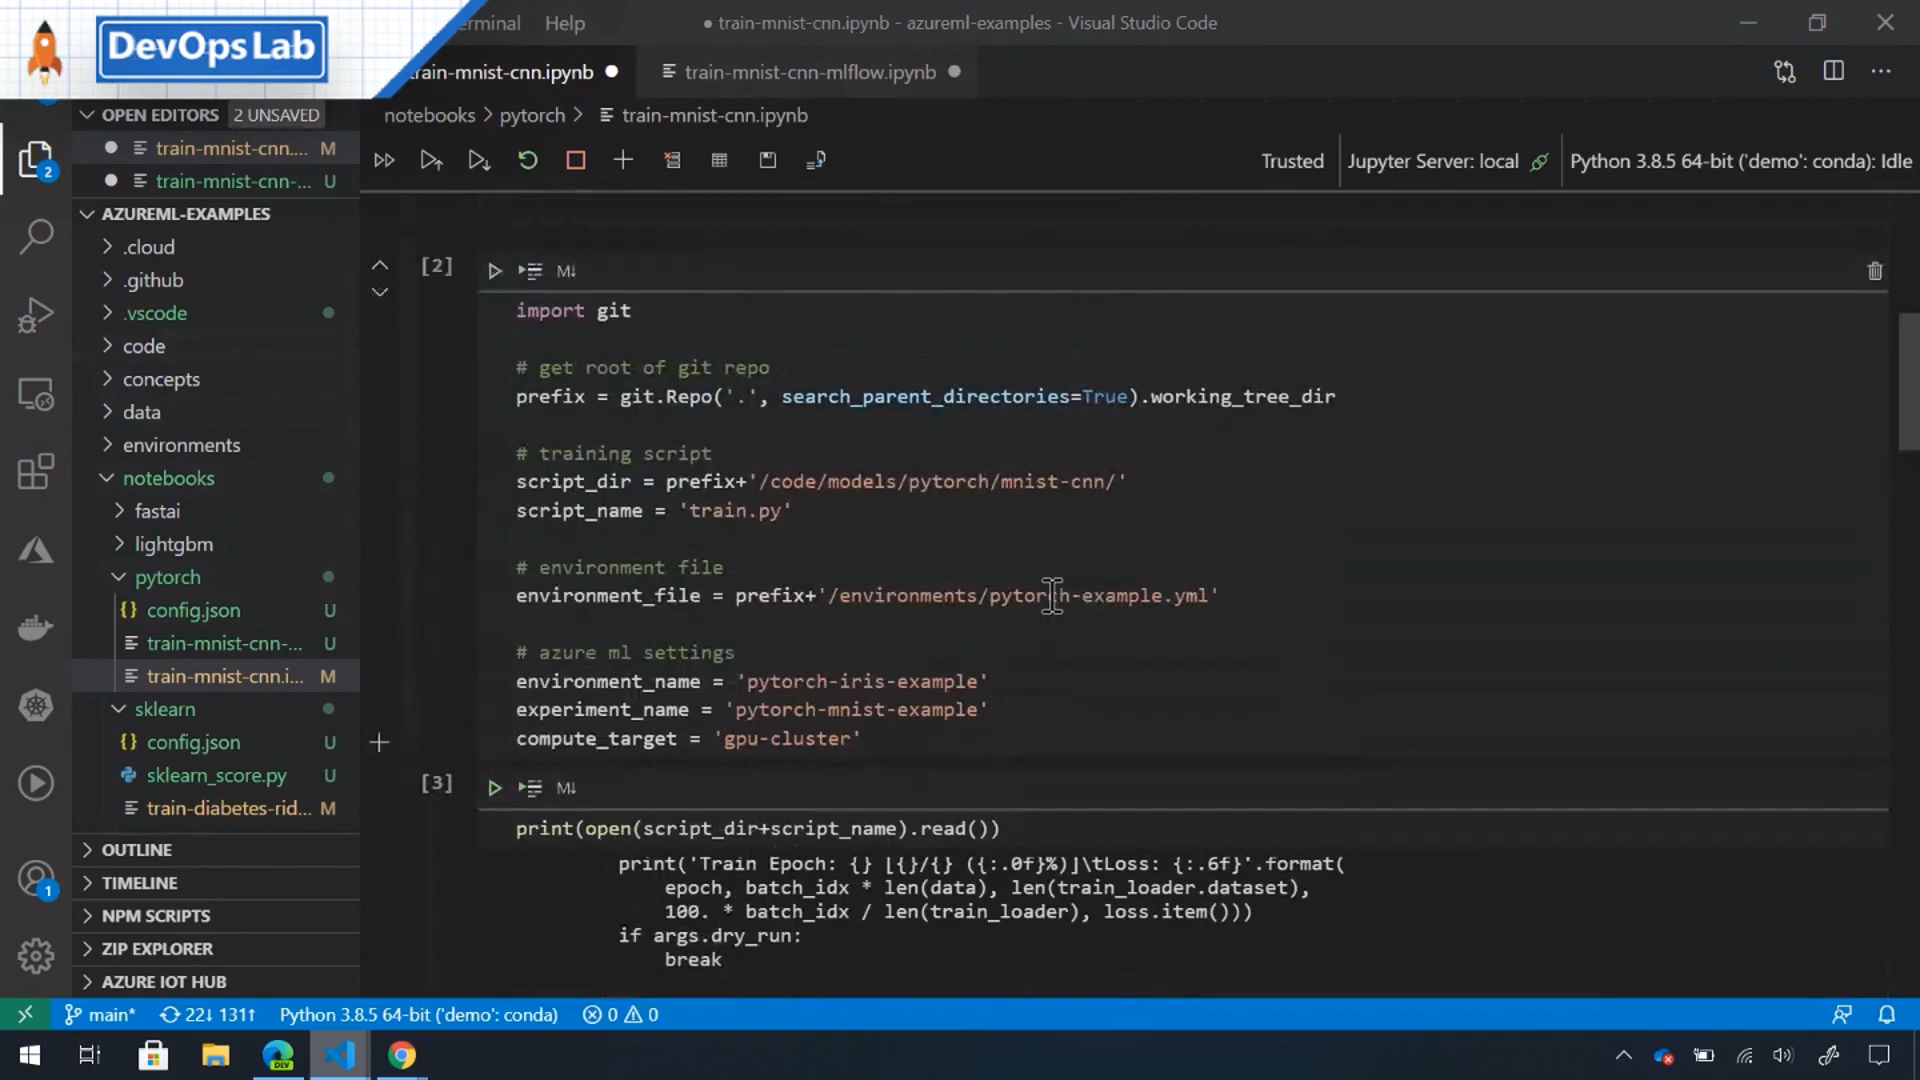 DevOps Lab
Help
● train-mnist-cnn.ipynb - azureml-examples - Visual Studio Code
train-mnist-cnn.ipynb
train-mnist-cnn-mlflow.ipynb
OPEN EDITORS 2 UNSAVED
train-mnist-cnn.... M
train-mnist-cnn-... U
AZUREML-EXAMPLES
.cloud
.github
.vscode
code
concepts
data
environments
notebooks
fastai
lightgbm
pytorch
{} config.json U
train-mnist-cnn-... U
train-mnist-cnn.i... M
sklearn
{} config.json U
sklearn_score.py U
train-diabetes-rid... M
OUTLINE
TIMELINE
NPM SCRIPTS
ZIP EXPLORER
AZURE IOT HUB
2
1
notebooks > pytorch > train-mnist-cnn.ipynb
Trusted
Jupyter Server: local
Python 3.8.5 64-bit ('demo': conda): Idle
[2]
M↓
import git
# get root of git repo
prefix = git.Repo('.', search_parent_directories=True).working_tree_dir
# training script
script_dir = prefix+'/code/models/pytorch/mnist-cnn/'
script_name = 'train.py'
# environment file
environment_file = prefix+'/environments/pytorch-example.yml'
# azure ml settings
environment_name = 'pytorch-iris-example'
experiment_name = 'pytorch-mnist-example'
compute_target = 'gpu-cluster'
[3]
M↓
print(open(script_dir+script_name).read())
print('Train Epoch: {} [{}/{} ({:.0f}%)]\tLoss: {:.6f}'.format(
epoch, batch_idx * len(data), len(train_loader.dataset),
100. * batch_idx / len(train_loader), loss.item()))
if args.dry_run:
break
main*
22↓ 131↑
Python 3.8.5 64-bit ('demo': conda)
0
0
DEV